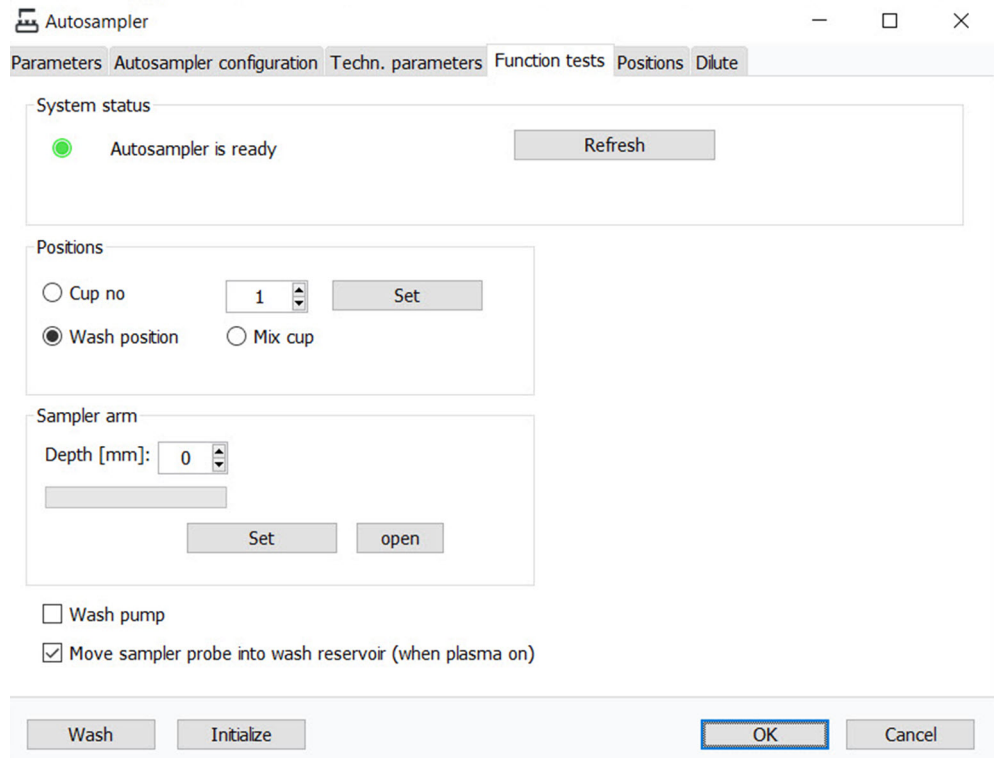 Autosampler
Parameters Autosampler configuration Techn. parameters Function tests Positions Dilute
System status
Autosampler is ready Refresh
Positions
Cup no 1 Set
Wash position Mix cup
Sampler arm
Depth [mm]: 0
Set open
Wash pump
Move sampler probe into wash reservoir (when plasma on)
Wash Initialize OK Cancel